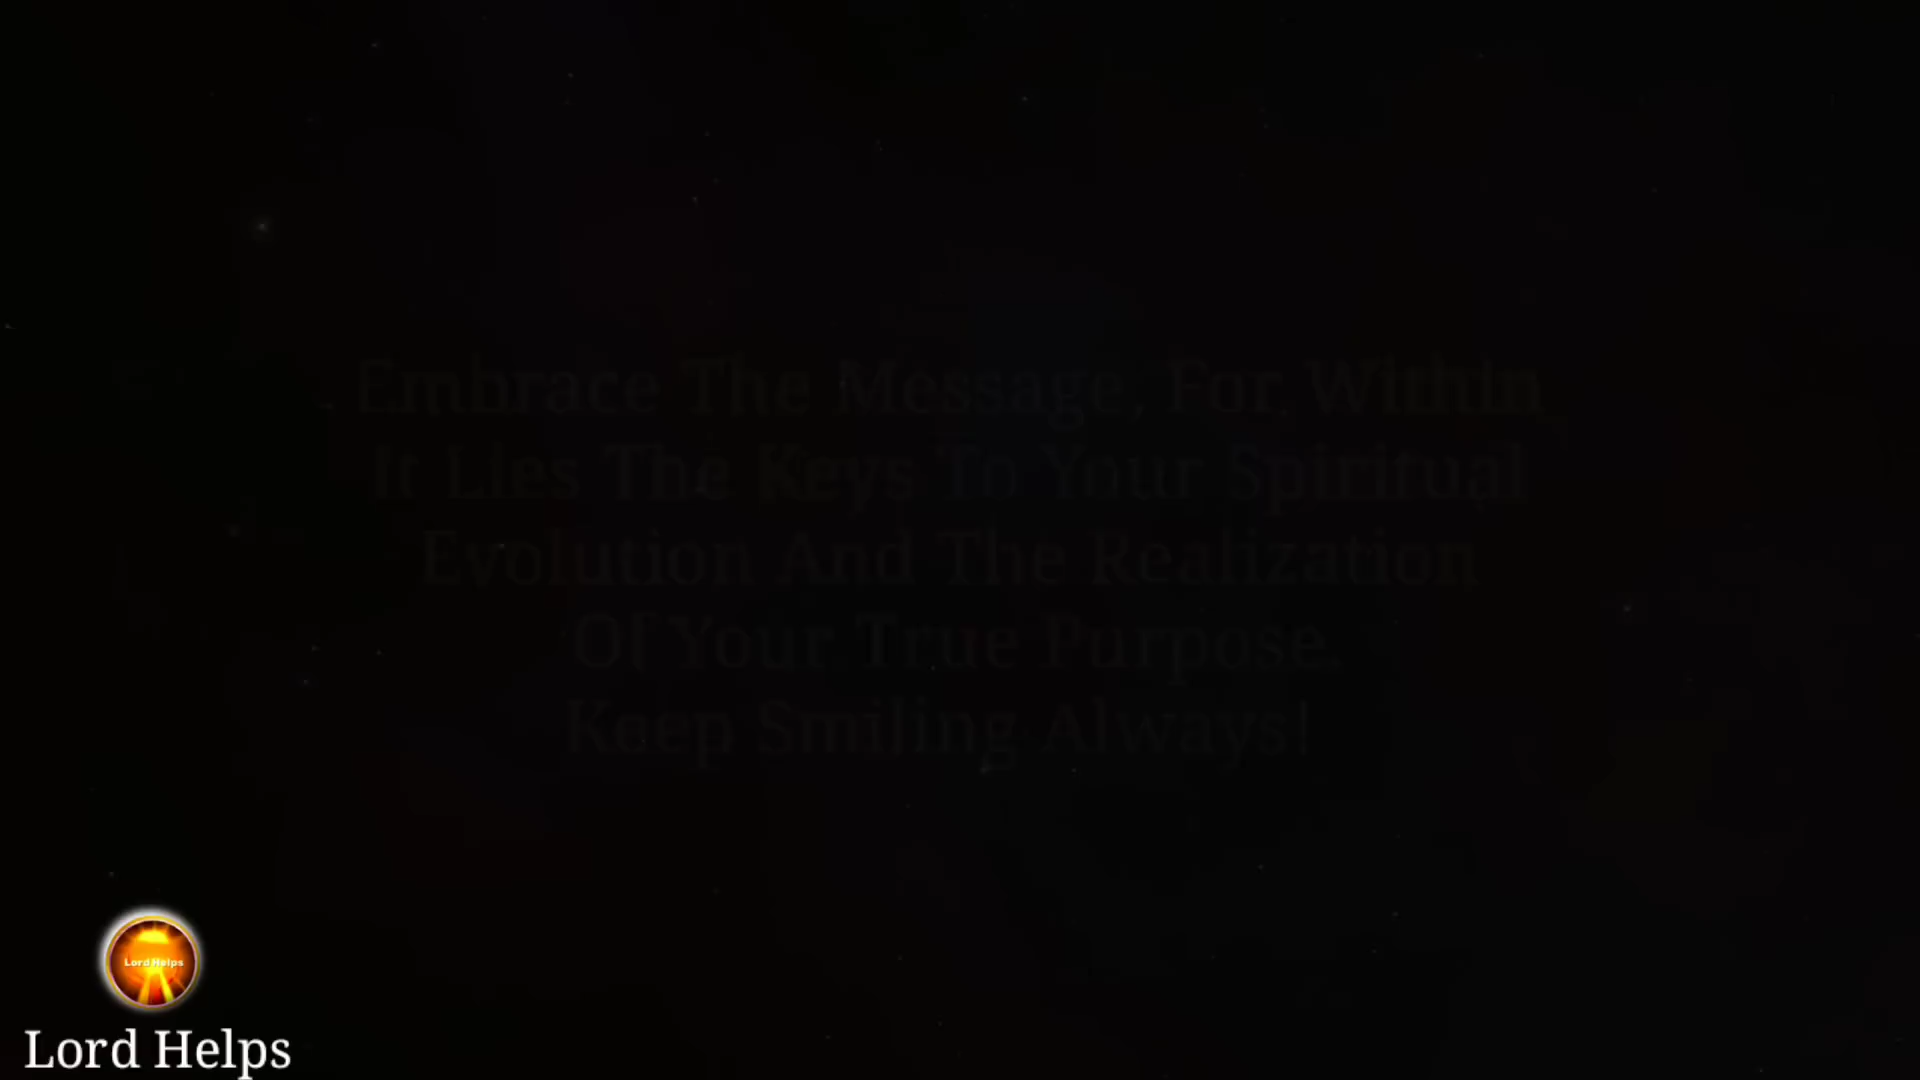 Embrace The Message, For Within
It Lies The Keys To Your Spiritual
Evolution And The Realization
Of Your True Purpose.
Keep Smiling Always!
Lord Helps
Lord Helps